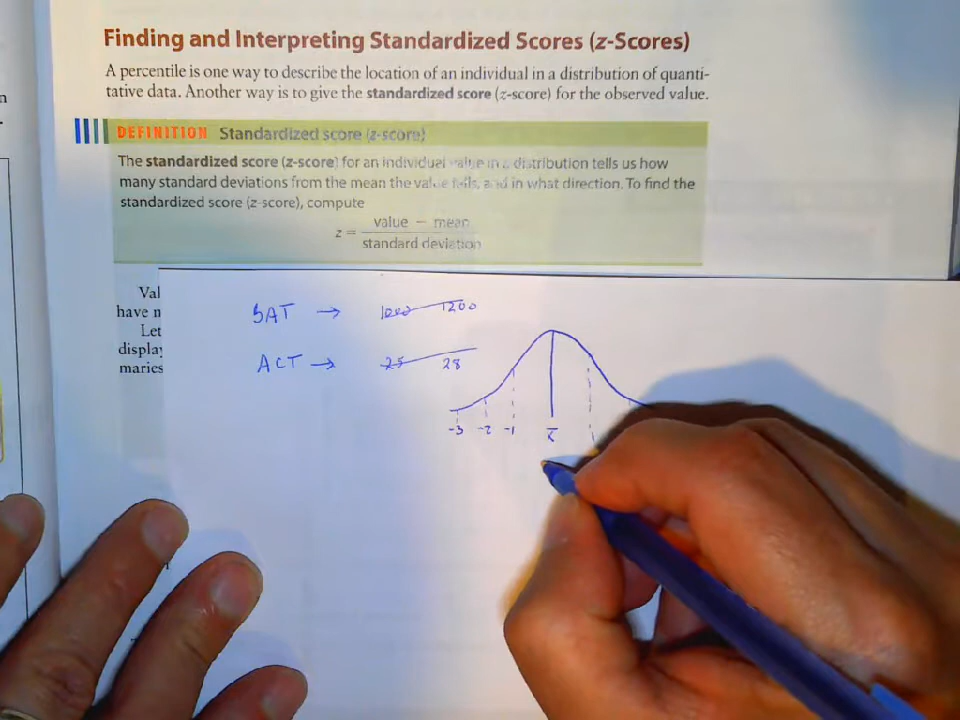 Finding and Interpreting Standardized Scores (z-Scores)
A percentile is one way to describe the location of an individual in a distribution of quanti-
tative data. Another way is to give the standardized score (z-score) for the observed value.
DEFINITION Standardized score (z-score)
The standardized score (z-score) for an individual value in a distribution tells us how
many standard deviations from the mean the value falls, and in what direction. To find the
standardized score (z-score), compute
z = value − mean
standard deviation
Val
have n
Let
display
maries
SAT → 1200
ACT → 25 28
-3 -2 -1 x̄